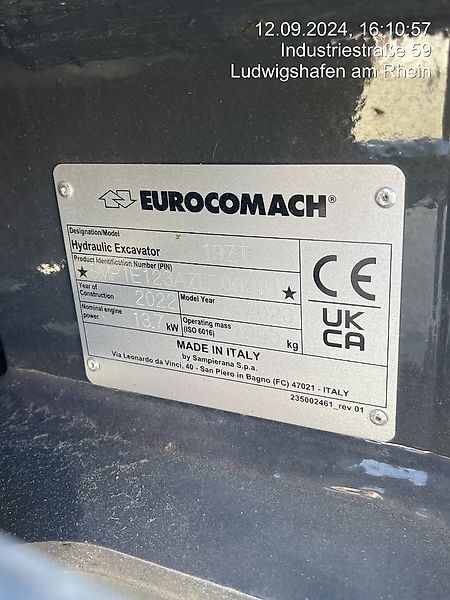 12.09.2024, 16:10:57
Industriestraße 59
Ludwigshafen am Rhein
EUROCOMACH®
Designation/Model
Hydraulic Excavator 19ZT
Product Identification Number (PIN)
Year of Construction 2022 Model Year
Nominal engine power kW Operating mass (ISO 6016) kg
MADE IN ITALY
by Sampierana S.p.a.
Via Leonardo da Vinci, 40 - San Piero in Bagno (FC) 47021 - ITALY
235002461_rev 01
CE
UK
CA